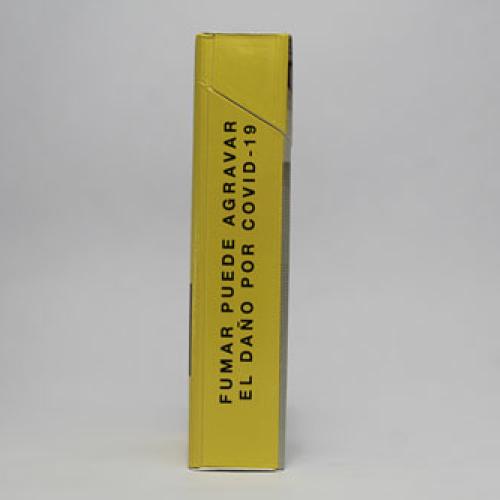 FUMAR PUEDE AGRAVAR
EL DAÑO POR COVID-19